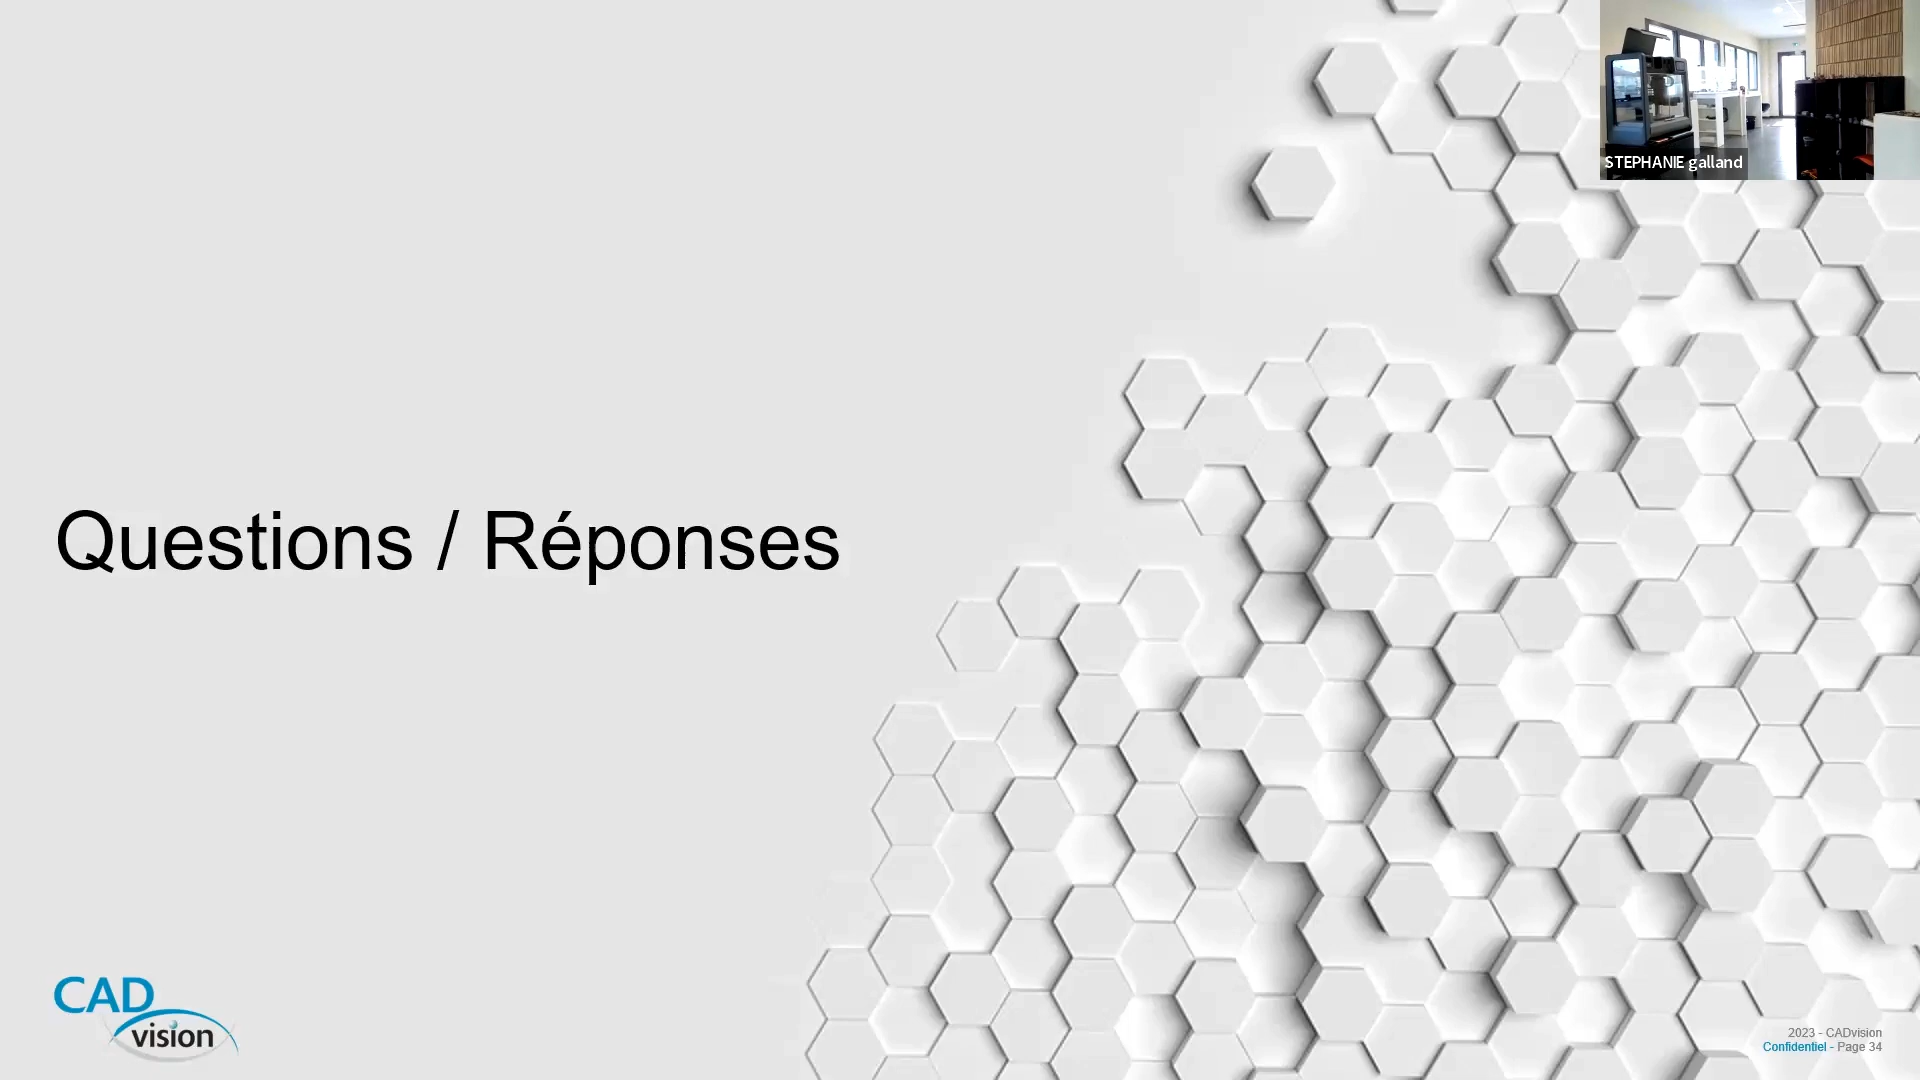 STEPHANIE galland
Questions / Réponses
CAD
vision
2023 - CADvision
Confidentiel - Page 34